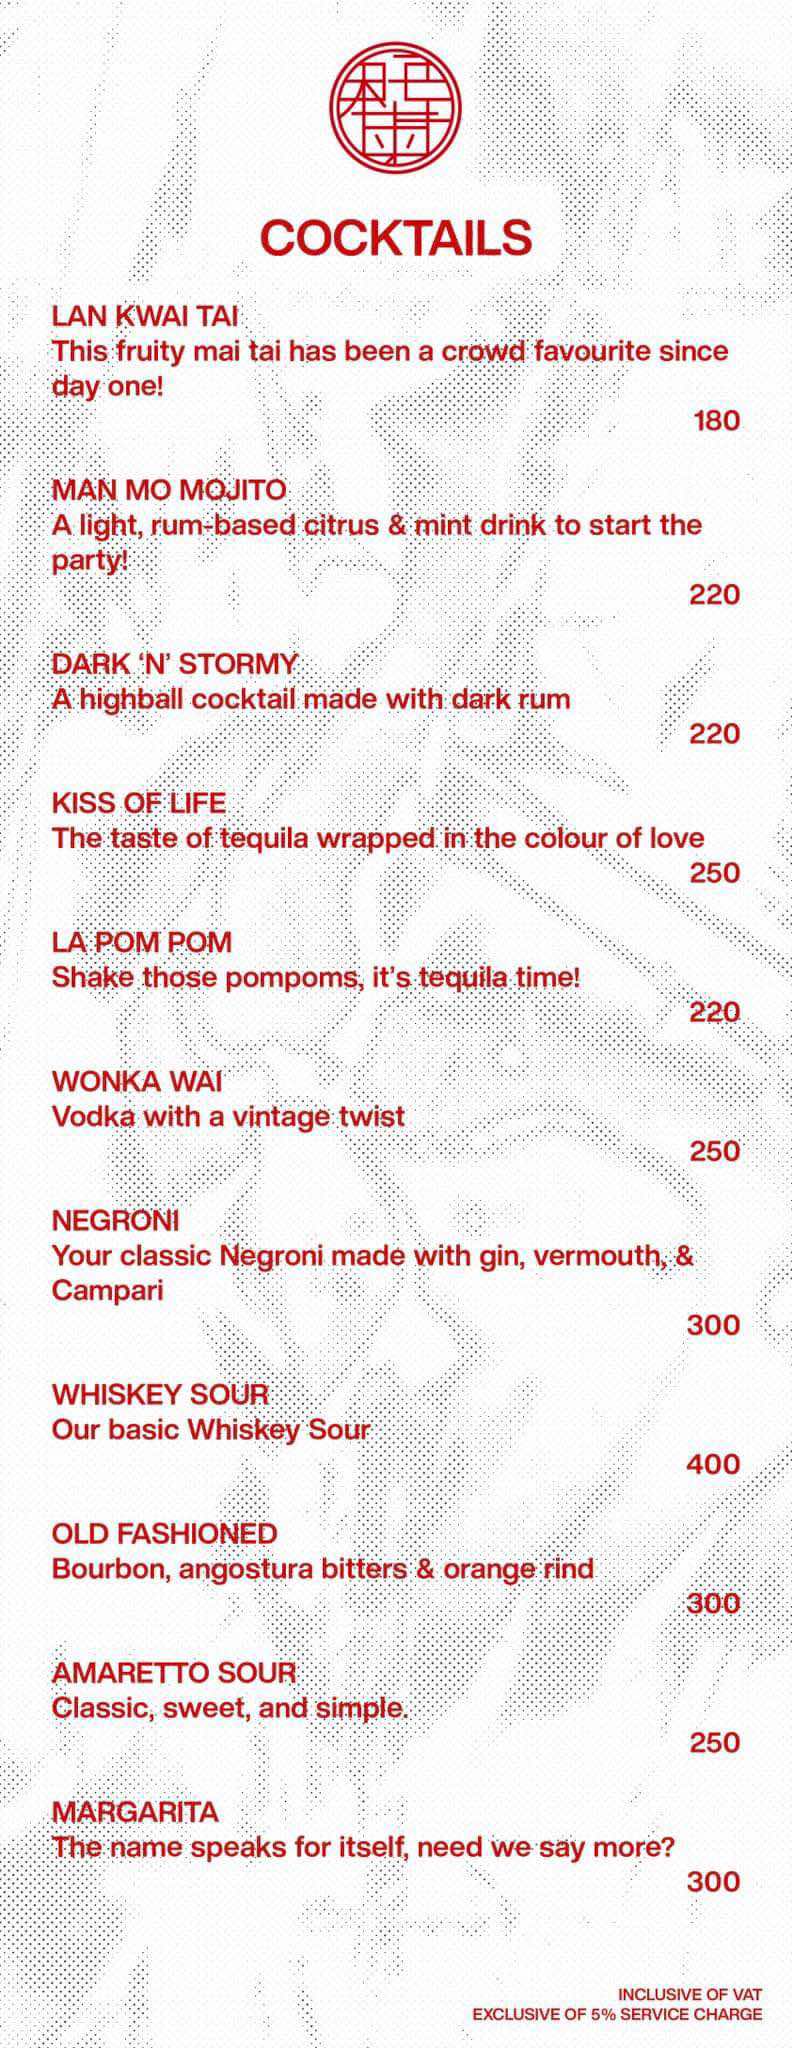 COCKTAILS
LAN KWAI TAI
This fruity mai tai has been a crowd favourite since
day one!
180
MAN MO MOJITO
A light, rum-based citrus & mint drink to start the
party!
220
DARK ‘N’ STORMY
A highball cocktail made with dark rum
220
KISS OF LIFE
The taste of tequila wrapped in the colour of love
250
LA POM POM
Shake those pompoms, it’s tequila time!
220
WONKA WAI
Vodka with a vintage twist
250
NEGRONI
Your classic Negroni made with gin, vermouth, &
Campari
300
WHISKEY SOUR
Our basic Whiskey Sour
400
OLD FASHIONED
Bourbon, angostura bitters & orange rind
300
AMARETTO SOUR
Classic, sweet, and simple.
250
MARGARITA
The name speaks for itself, need we say more?
300
INCLUSIVE OF VAT
EXCLUSIVE OF 5% SERVICE CHARGE